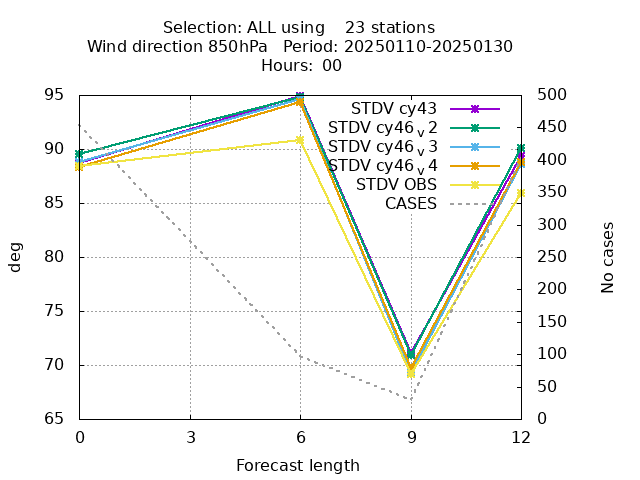 Selection: ALL using    23 stations
Wind direction 850hPa   Period: 20250110-20250130
Hours: 00
STDV cy43
STDV cy46_v2
STDV cy46_v3
STDV cy46_v4
STDV OBS
CASES
95
90
85
80
75
70
65
deg
500
450
400
350
300
250
200
150
100
50
0
No cases
0 3 6 9 12
Forecast length